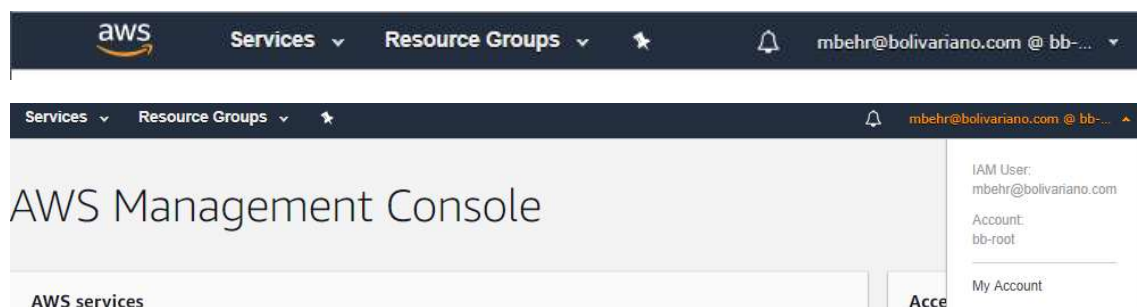 aws Services Resource Groups mbehr@bolivariano.com @ bb-...
Services Resource Groups mbehr@bolivariano.com @ bb-...
IAM User:
mbehr@bolivariano.com
AWS Management Console
Account:
bb-root
My Account
AWS services Acce